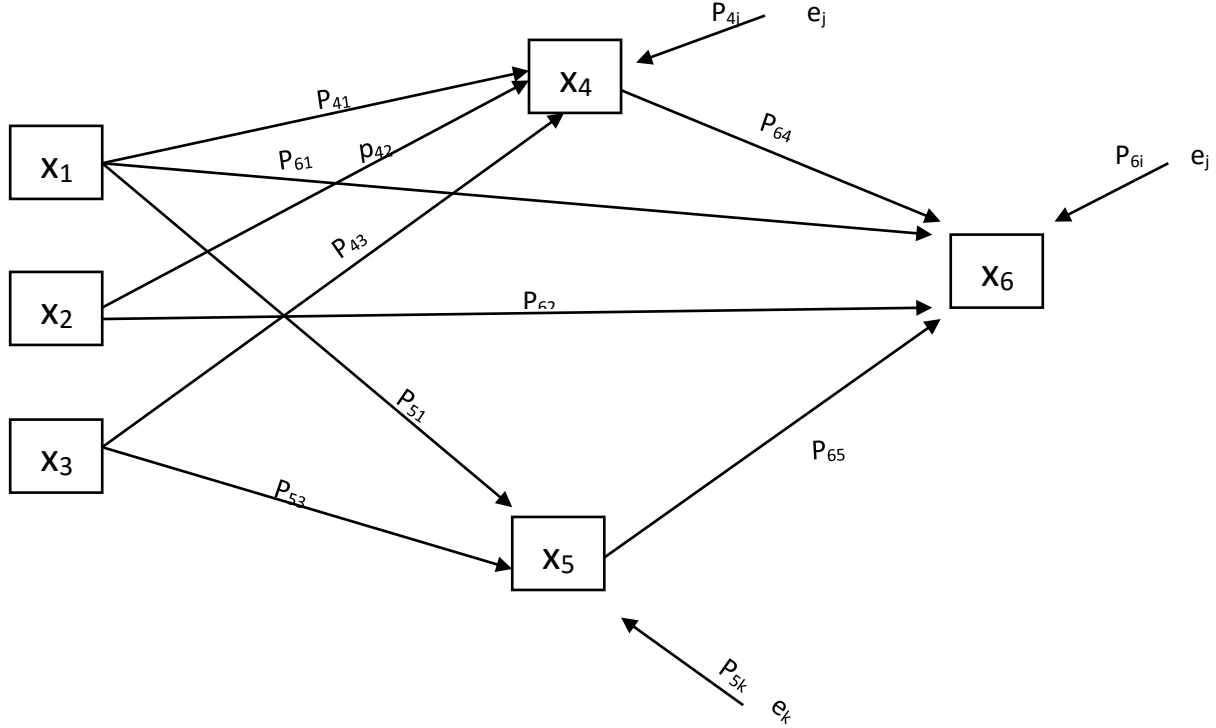 P₄ⱼ eⱼ
x₄
P₄₁
P₆₄
x₁
P₆₁
p₄₂
P₆ᵢ eⱼ
P₄₃
x₂
x₆
P₆₂
P₅₁
x₃
P₆₅
P₅₃
x₅
P₅ₖ
eₖ